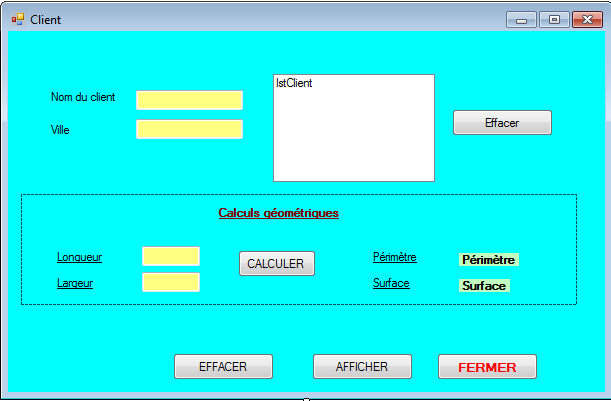 Client
Nom du client
lstClient
Ville
Effacer
Calculs géométriques
Longueur
CALCULER
Périmètre
Périmètre
Largeur
Surface
Surface
EFFACER
AFFICHER
FERMER